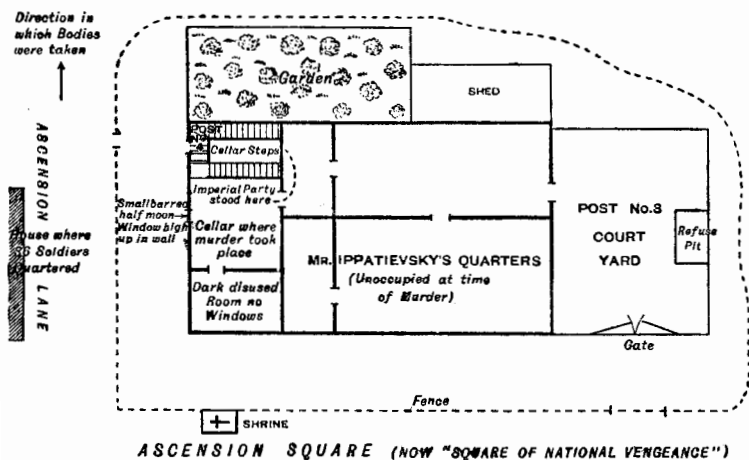 Direction in
which Bodies
were taken
Garden
SHED
POST
No
4
Cellar Steps
Imperial Party
stood here
ASCENSION LANE
Small barred
half moon
Window high
up in wall
House where
36 Soldiers
Quartered
Cellar where
murder took
place
Dark disused
Room no
Windows
MR. IPPATIEVSKY'S QUARTERS
(Unoccupied at time
of Murder)
POST No.3
COURT
YARD
Refuse
Pit
Gate
Fence
SHRINE
ASCENSION SQUARE (NOW "SQUARE OF NATIONAL VENGEANCE")